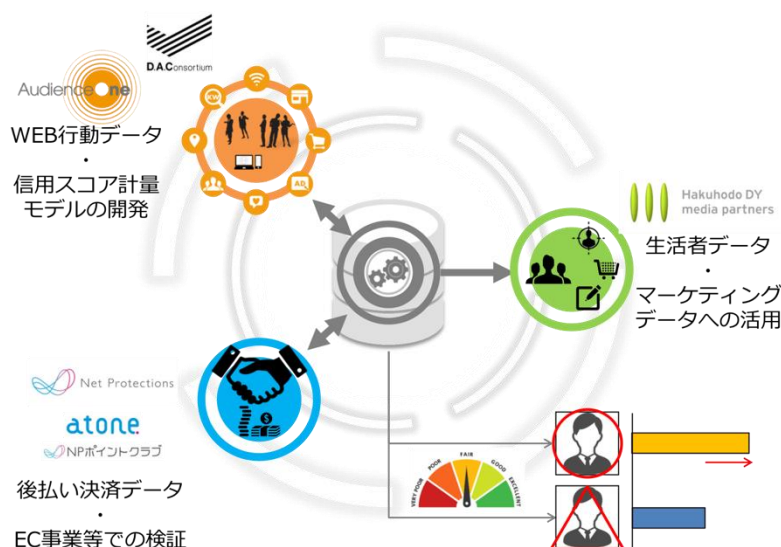 D.A.Consortium
AudienceOne
WEB行動データ
・
信用スコア計量
モデルの開発
KW
AD
Hakuhodo DY
media partners
生活者データ
・
マーケティング
データへの活用
Net Protections
atone
NPポイントクラブ
後払い決済データ
・
EC事業等での検証
$
VERY POOR
POOR
FAIR
GOOD
EXCELLENT